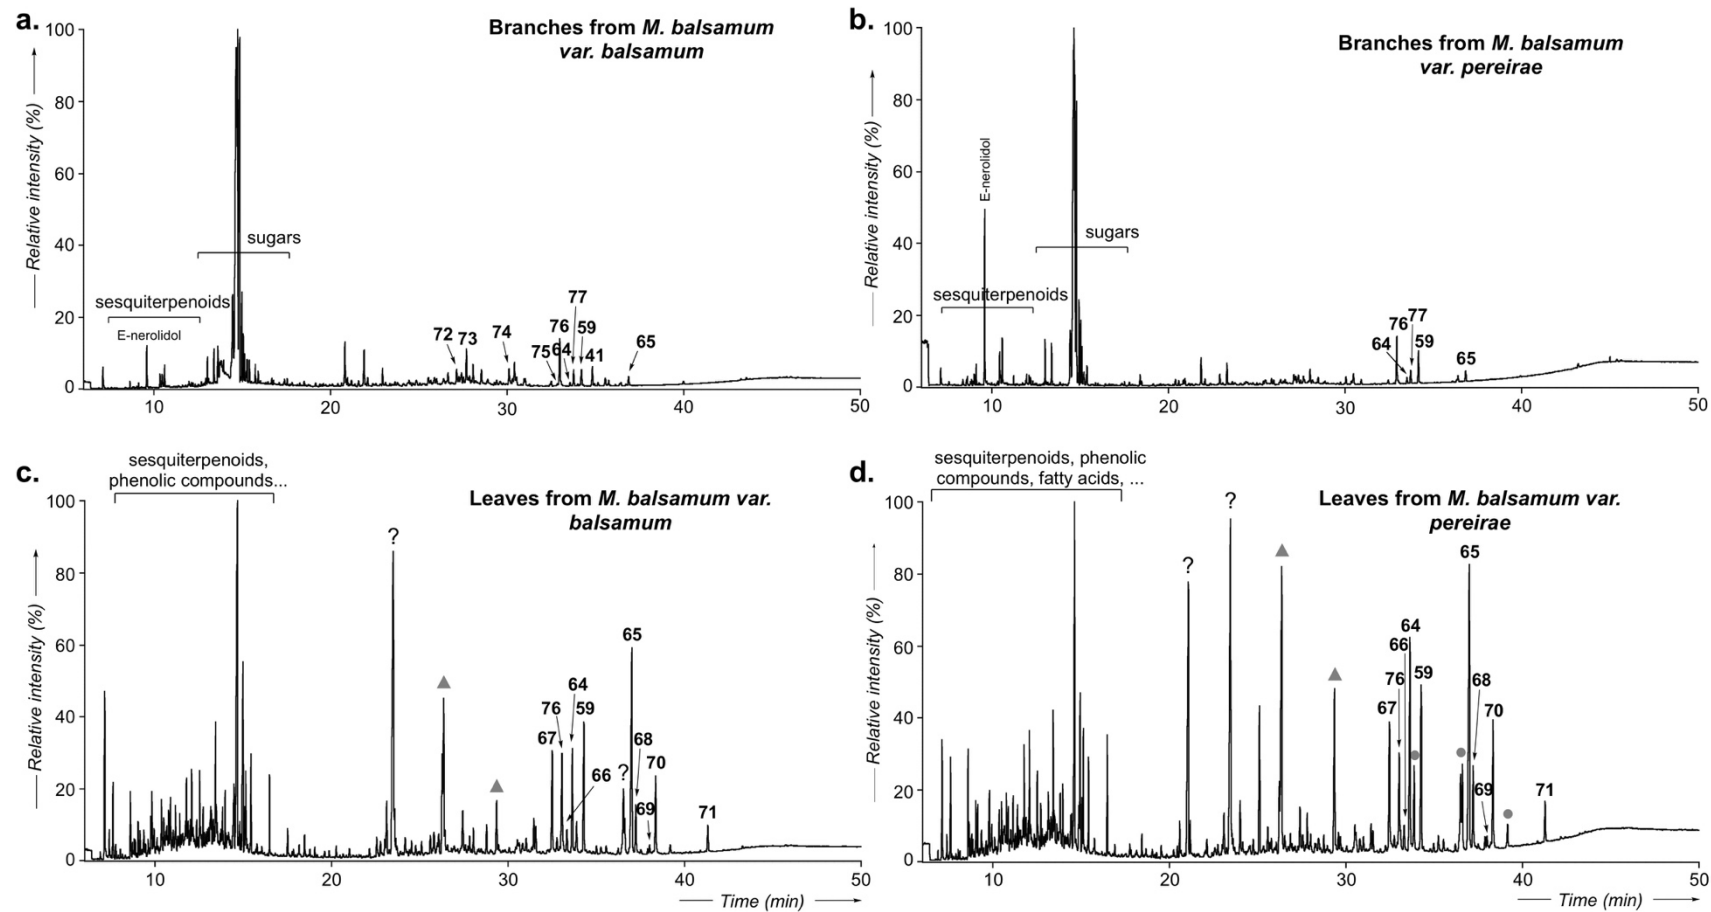 a.
Branches from M. balsamum
var. balsamum
Relative intensity (%)
100
80
60
40
20
0
sugars
sesquiterpenoids
E-nerolidol
72
73
74
75
76
64
77
59
41
65
10
20
30
40
50
b.
Branches from M. balsamum
var. pereirae
Relative intensity (%)
100
80
60
40
20
0
E-nerolidol
sugars
sesquiterpenoids
64
76
77
59
65
10
20
30
40
50
c.
sesquiterpenoids,
phenolic compounds...
Leaves from M. balsamum var.
balsamum
Relative intensity (%)
100
80
60
40
20
0
?
67
76
64
59
66
?
65
68
69
70
71
10
20
30
40
50
Time (min)
d.
sesquiterpenoids, phenolic
compounds, fatty acids, ...
Leaves from M. balsamum var.
pereirae
Relative intensity (%)
100
80
60
40
20
0
?
?
67
76
66
64
59
65
68
69
70
71
10
20
30
40
50
Time (min)